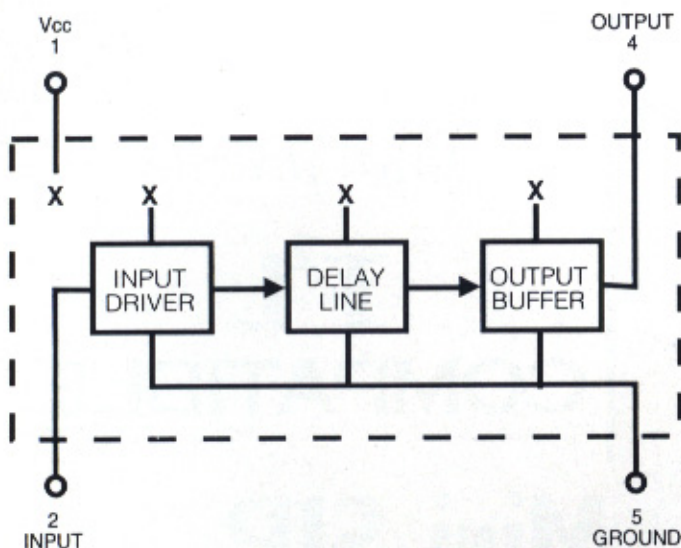 Vcc
1
OUTPUT
4
X
X
X
X
INPUT
DRIVER
DELAY
LINE
OUTPUT
BUFFER
2
INPUT
5
GROUND